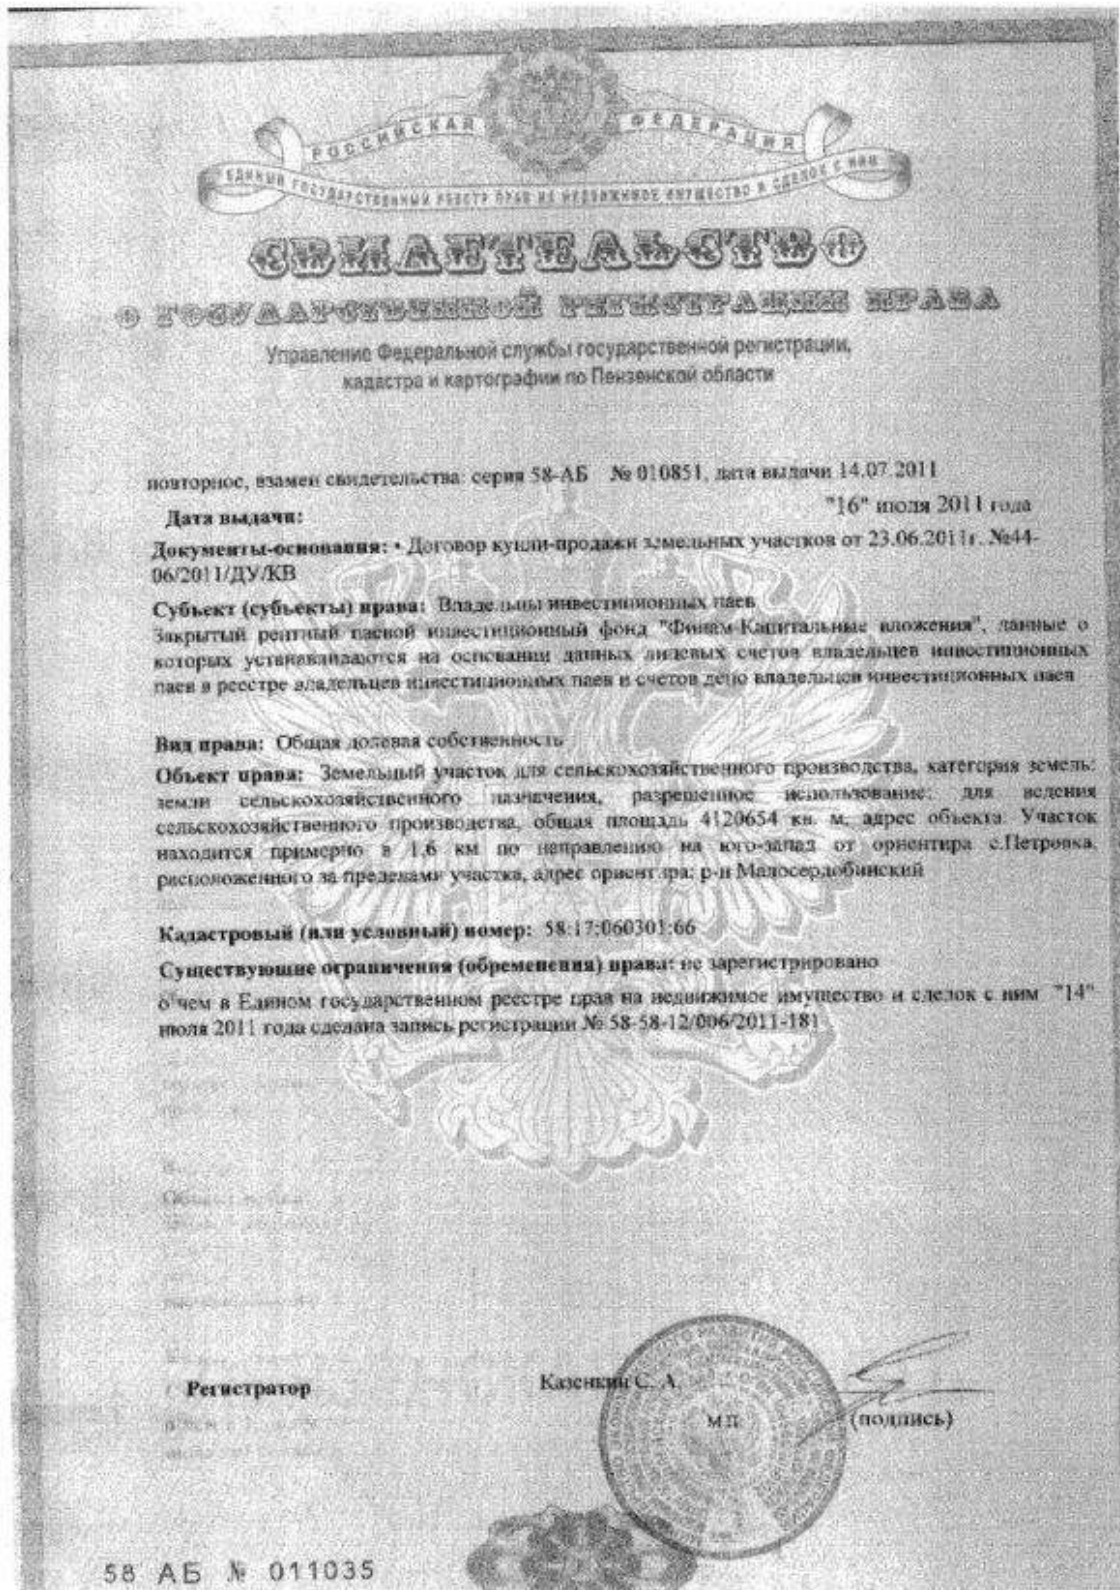 РОССИЙСКАЯ ФЕДЕРАЦИЯ
ЕДИНЫЙ ГОСУДАРСТВЕННЫЙ РЕЕСТР ПРАВ НА НЕДВИЖИМОЕ ИМУЩЕСТВО И СДЕЛОК С НИМ
СВИДЕТЕЛЬСТВО
О ГОСУДАРСТВЕННОЙ РЕГИСТРАЦИИ ПРАВА
Управление Федеральной службы государственной регистрации,
кадастра и картографии по Пензенской области
повторное, взамен свидетельства: серия 58-АБ № 010851, дата выдачи 14.07.2011
Дата выдачи: "16" июля 2011 года
Документы-основания: • Договор купли-продажи земельных участков от 23.06.2011г. №44-
06/2011/ДУ/КВ
Субъект (субъекты) права: Владельцы инвестиционных паев
Закрытый рентный паевой инвестиционный фонд "Финам-Капитальные вложения", данные о
которых устанавливаются на основании данных лицевых счетов владельцев инвестиционных
паев в реестре владельцев инвестиционных паев и счетов депо владельцев инвестиционных паев
Вид права: Общая долевая собственность
Объект права: Земельный участок для сельскохозяйственного производства, категория земель:
земли сельскохозяйственного назначения, разрешенное использование: для ведения
сельскохозяйственного производства, общая площадь 4120654 кв. м, адрес объекта: Участок
находится примерно в 1,6 км по направлению на юго-запад от ориентира с.Петровка,
расположенного за пределами участка, адрес ориентира: р-н Малосердобинский
Кадастровый (или условный) номер: 58:17:060301:66
Существующие ограничения (обременения) права: не зарегистрировано
о чем в Едином государственном реестре прав на недвижимое имущество и сделок с ним "14"
июля 2011 года сделана запись регистрации № 58-58-12/006/2011-181
Регистратор Казенкин С. А.
М.П. (подпись)
58 АБ № 011035